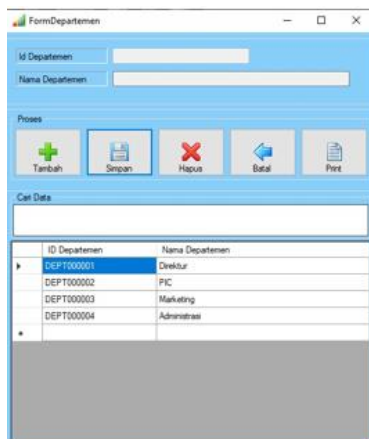 FormDepartemen
Id Departemen
Nama Departemen
Proses
Tambah Simpan Hapus Batal Print
Cari Data
ID Departemen Nama Departemen
DEPT000001 Direktur
DEPT000002 PIC
DEPT000003 Marketing
DEPT000004 Administrasi